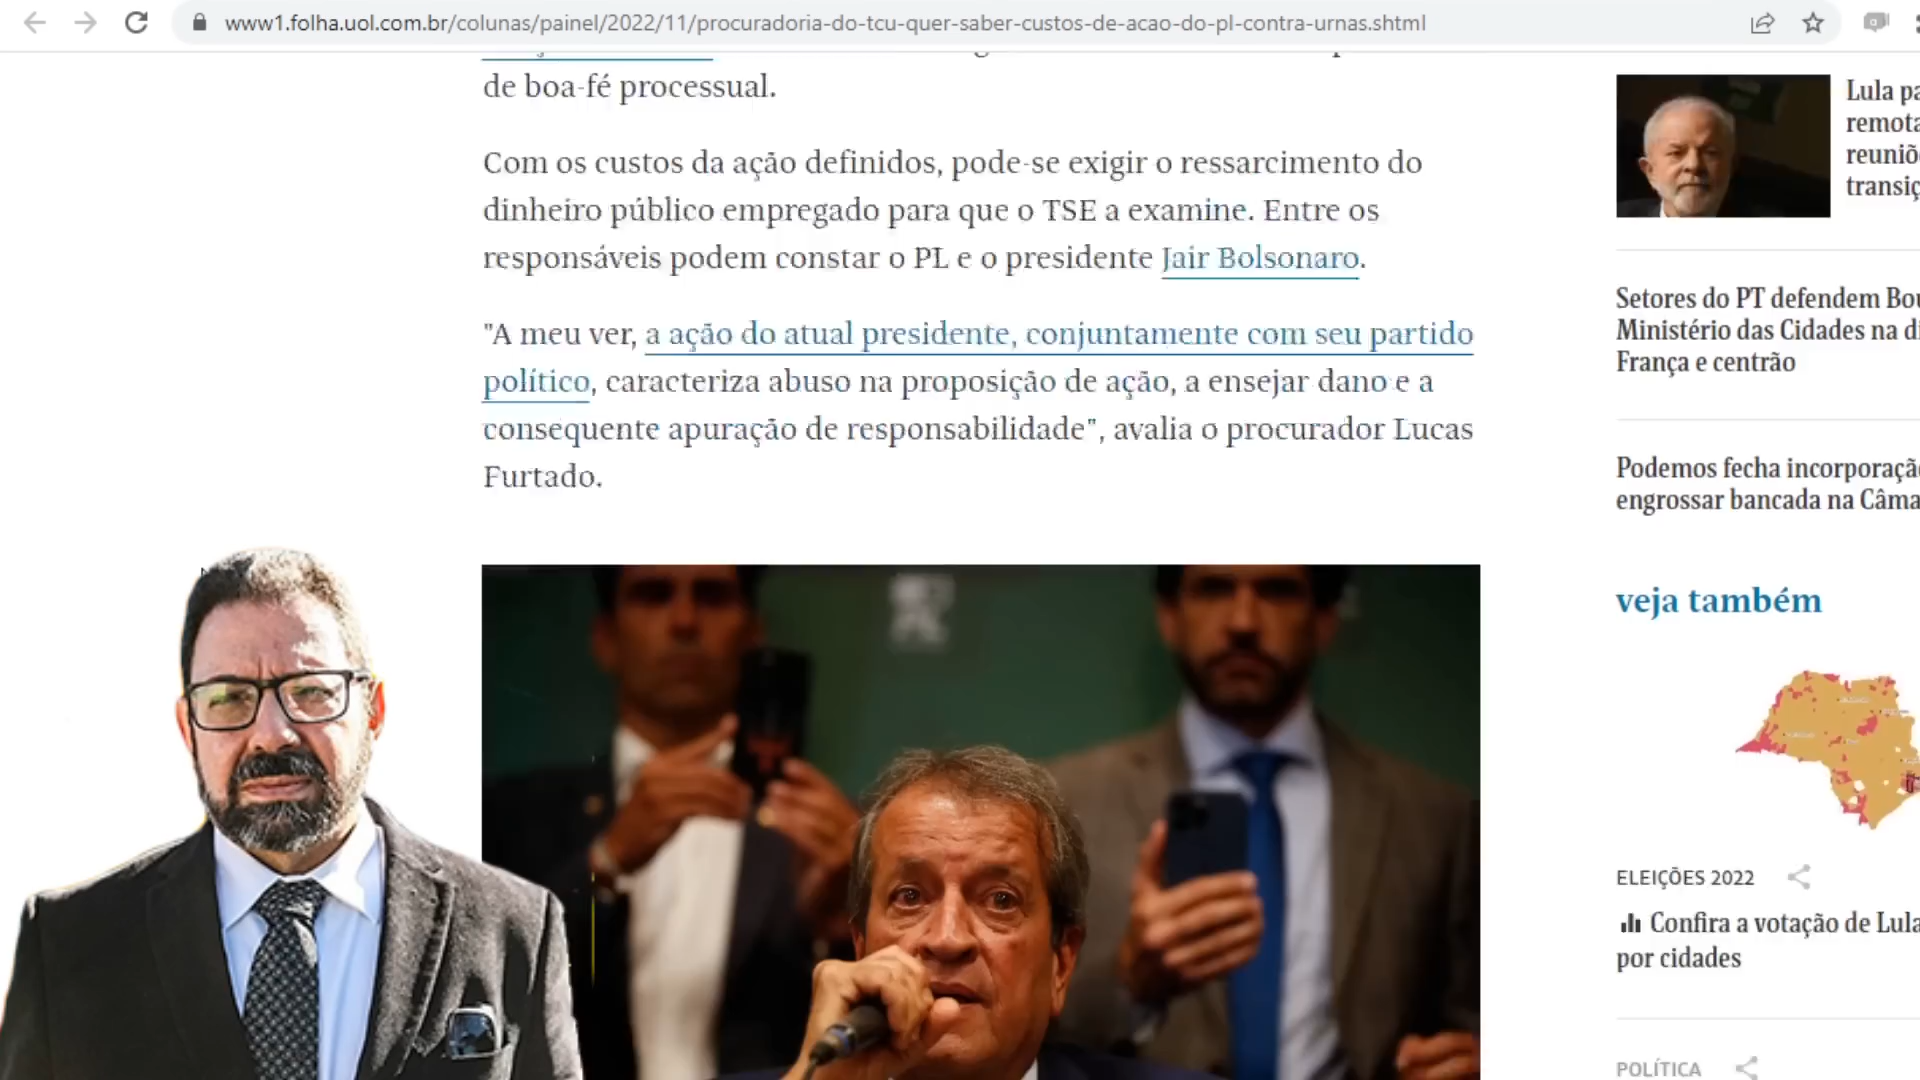 www1.folha.uol.com.br/colunas/painel/2022/11/procuradoria-do-tcu-quer-saber-custos-de-acao-do-pl-contra-urnas.shtml
de boa-fé processual.
Com os custos da ação definidos, pode-se exigir o ressarcimento do
dinheiro público empregado para que o TSE a examine. Entre os
responsáveis podem constar o PL e o presidente Jair Bolsonaro.
"A meu ver, a ação do atual presidente, conjuntamente com seu partido
político, caracteriza abuso na proposição de ação, a ensejar dano e a
consequente apuração de responsabilidade", avalia o procurador Lucas
Furtado.
Lula pa
remota
reuniõ
transiç
Setores do PT defendem Bou
Ministério das Cidades na di
França e centrão
Podemos fecha incorporaçã
engrossar bancada na Câma
veja também
ELEIÇÕES 2022
Confira a votação de Lula
por cidades
POLÍTICA